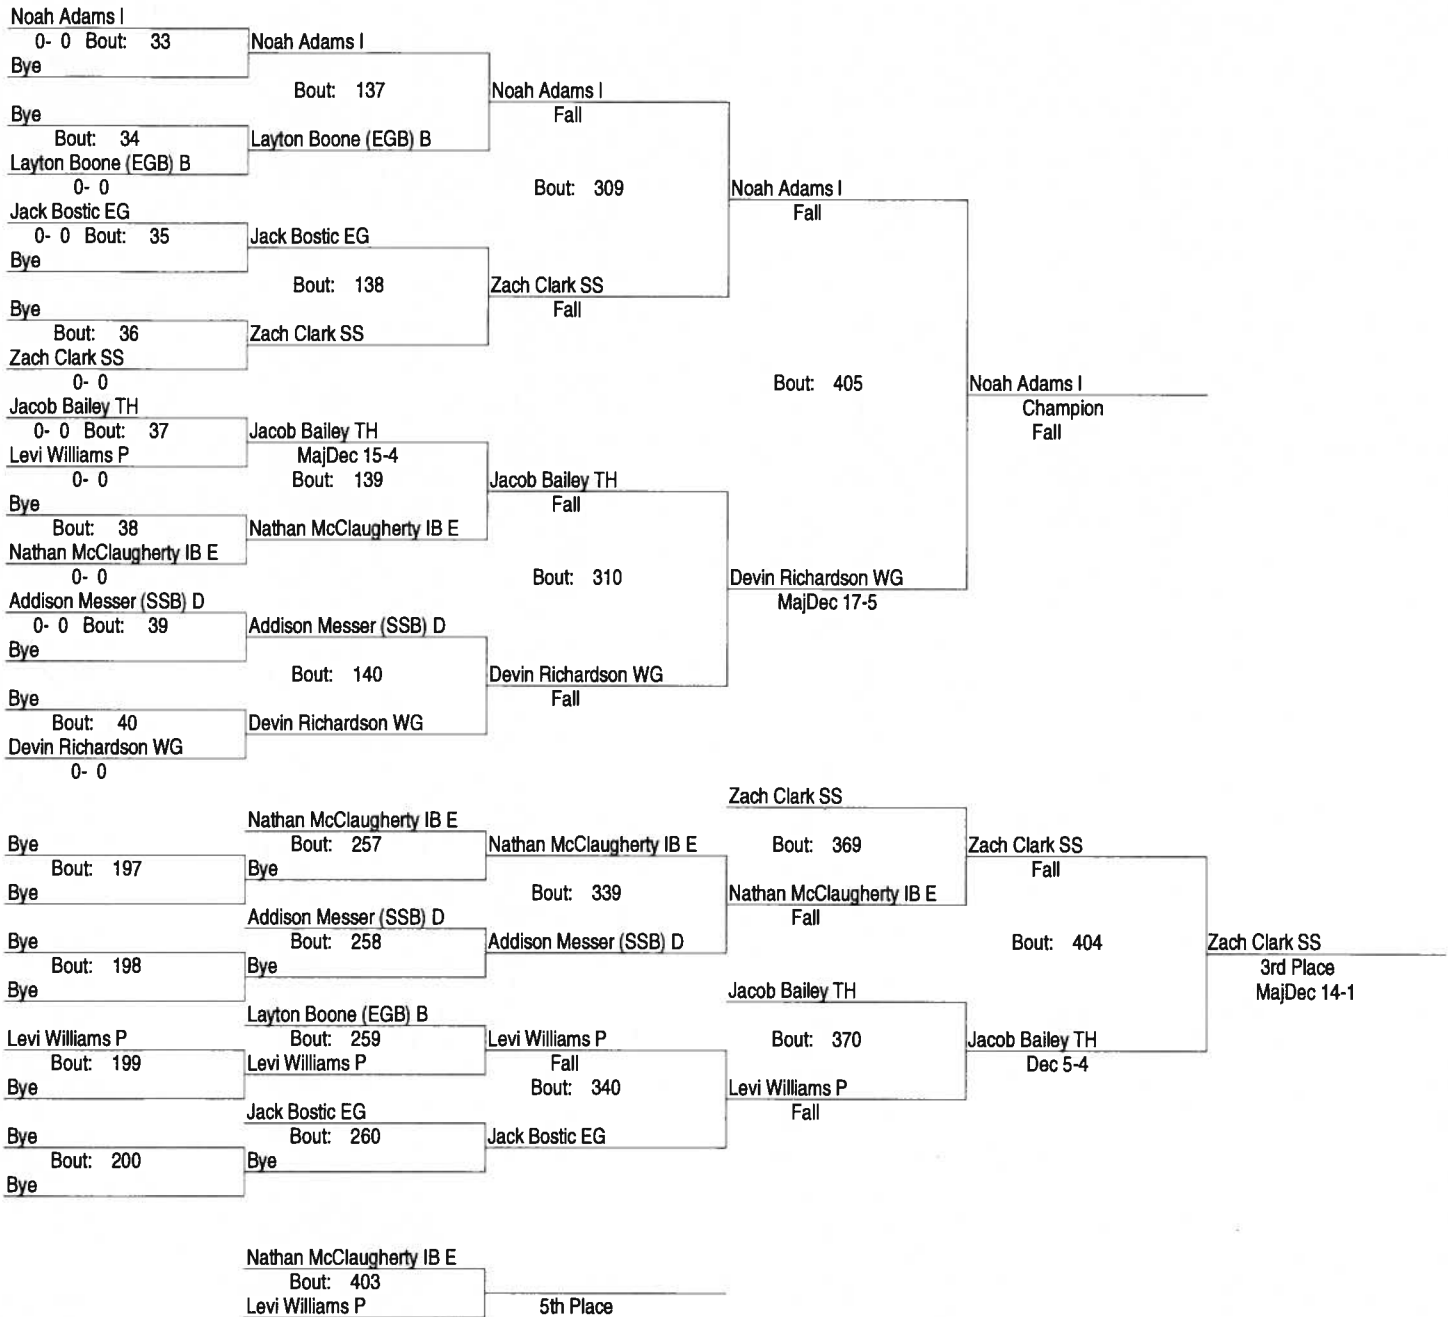 Noah Adams I
0- 0 Bout: 33
Bye
Noah Adams I
Bout: 137
Bye
Bout: 34
Layton Boone (EGB) B
0- 0
Layton Boone (EGB) B
Noah Adams I
Fall
Bout: 309
Jack Bostic EG
0- 0 Bout: 35
Bye
Jack Bostic EG
Bout: 138
Bye
Bout: 36
Zach Clark SS
0- 0
Zach Clark SS
Zach Clark SS
Fall
Noah Adams I
Fall
Bout: 405
Jacob Bailey TH
0- 0 Bout: 37
Levi Williams P
0- 0
Jacob Bailey TH
MajDec 15-4
Bout: 139
Bye
Bout: 38
Nathan McClaugherty IB E
0- 0
Nathan McClaugherty IB E
Jacob Bailey TH
Fall
Bout: 310
Addison Messer (SSB) D
0- 0 Bout: 39
Bye
Addison Messer (SSB) D
Bout: 140
Bye
Bout: 40
Devin Richardson WG
0- 0
Devin Richardson WG
Devin Richardson WG
Fall
Devin Richardson WG
MajDec 17-5
Noah Adams I
Champion
Fall
Bye
Bout: 197
Bye
Nathan McClaugherty IB E
Bout: 257
Bye
Nathan McClaugherty IB E
Bout: 339
Bye
Bout: 198
Bye
Addison Messer (SSB) D
Bout: 258
Bye
Addison Messer (SSB) D
Zach Clark SS
Bout: 369
Nathan McClaugherty IB E
Fall
Zach Clark SS
Fall
Bout: 404
Levi Williams P
Bout: 199
Bye
Layton Boone (EGB) B
Bout: 259
Levi Williams P
Levi Williams P
Fall
Bout: 340
Bye
Bout: 200
Bye
Jack Bostic EG
Bout: 260
Bye
Jack Bostic EG
Jacob Bailey TH
Bout: 370
Levi Williams P
Fall
Jacob Bailey TH
Dec 5-4
Zach Clark SS
3rd Place
MajDec 14-1
Nathan McClaugherty IB E
Bout: 403
Levi Williams P
5th Place